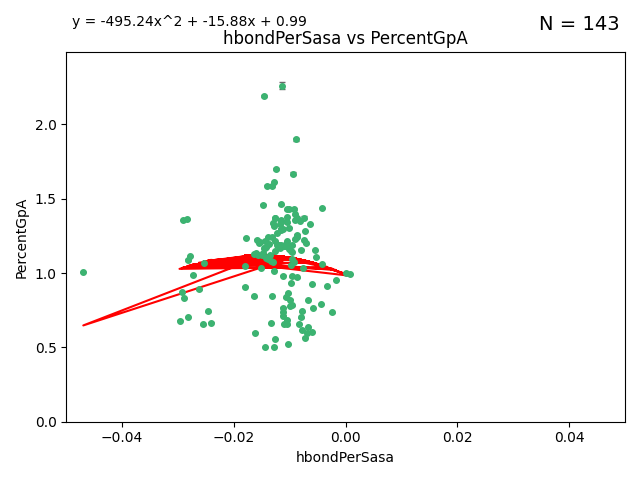 y = -495.24x^2 + -15.88x + 0.99
N = 143
hbondPerSasa vs PercentGpA
PercentGpA
2.0
1.5
1.0
0.5
0.0
−0.04
−0.02
0.00
0.02
0.04
hbondPerSasa